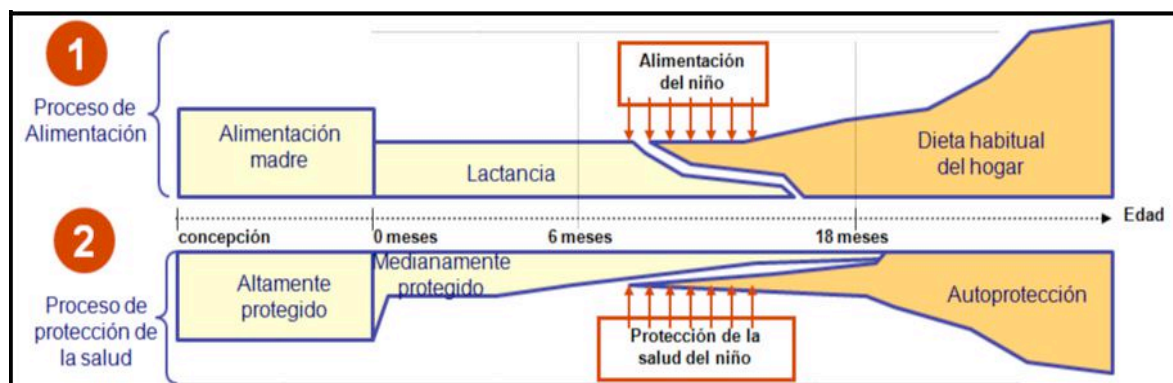 1
Proceso de
Alimentación
Alimentación
madre
Lactancia
Alimentación
del niño
Dieta habitual
del hogar
Edad
concepción
0 meses
6 meses
18 meses
2
Proceso de
protección de
la salud
Altamente
protegido
Medianamente
protegido
Protección de la
salud del niño
Autoprotección